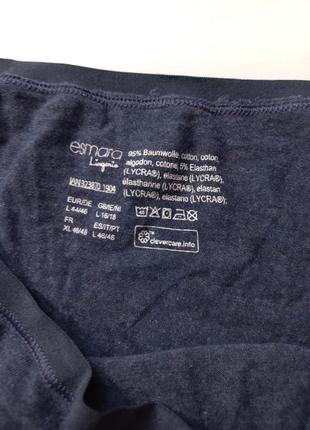 esmara
Lingerie
IAN 323870 1904
EUR/DE GB/IE/NI
L 44/46 L 16/18
FR ES/IT/PT
XL 46/48 L 46/48
95% Baumwolle, cotton, coton,
algodon, cotone, 5% Elasthan
(LYCRA®), elastane (LYCRA®),
élasthanne (LYCRA®), elastan
(LYCRA®), elastano (LYCRA®);
clevercare.info